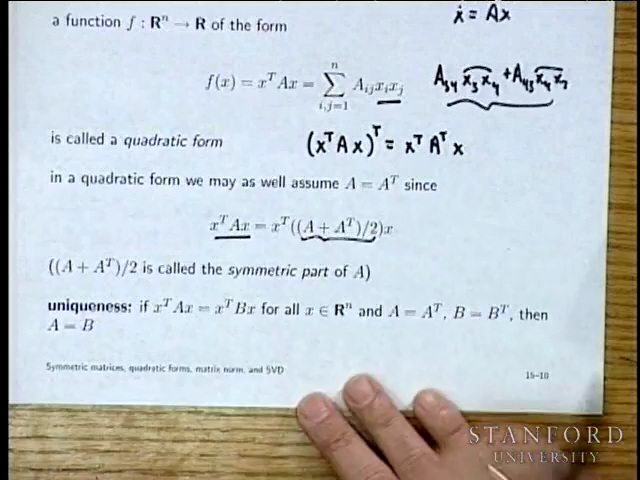 ẋ = Ax
a function f : Rⁿ → R of the form
f(x) = xᵀAx = ∑ⁿᵢ,ⱼ₌₁ Aᵢⱼxᵢxⱼ
A₃₄ x₃x₄ + A₄₃ x₄x₃
is called a quadratic form
(xᵀAx)ᵀ = xᵀAᵀx
in a quadratic form we may as well assume A = Aᵀ since
xᵀAx = xᵀ((A + Aᵀ)/2)x
((A + Aᵀ)/2 is called the symmetric part of A)
uniqueness: if xᵀAx = xᵀBx for all x ∈ Rⁿ and A = Aᵀ, B = Bᵀ, then
A = B
Symmetric matrices, quadratic forms, matrix norm, and SVD
15–10
STANFORD
UNIVERSITY